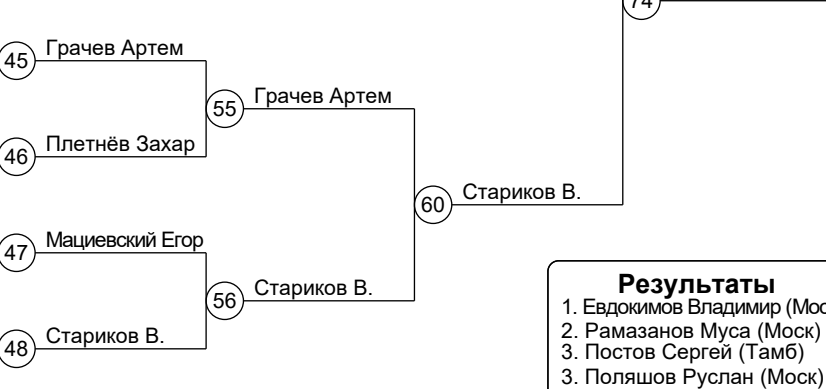 74
45 Грачев Артем
55 Грачев Артем
46 Плетнёв Захар
60 Стариков В.
47 Мациевский Егор
56 Стариков В.
48 Стариков В.
Результаты
1. Евдокимов Владимир (Мос
2. Рамазанов Муса (Моск)
3. Постов Сергей (Тамб)
3. Поляшов Руслан (Моск)